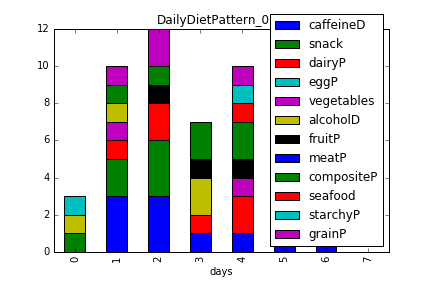 DailyDietPattern_0
12
10
8
6
4
2
0
0
1
2
3
4
5
6
7
days
caffeineD
snack
dairyP
eggP
vegetables
alcoholD
fruitP
meatP
compositeP
seafood
starchyP
grainP